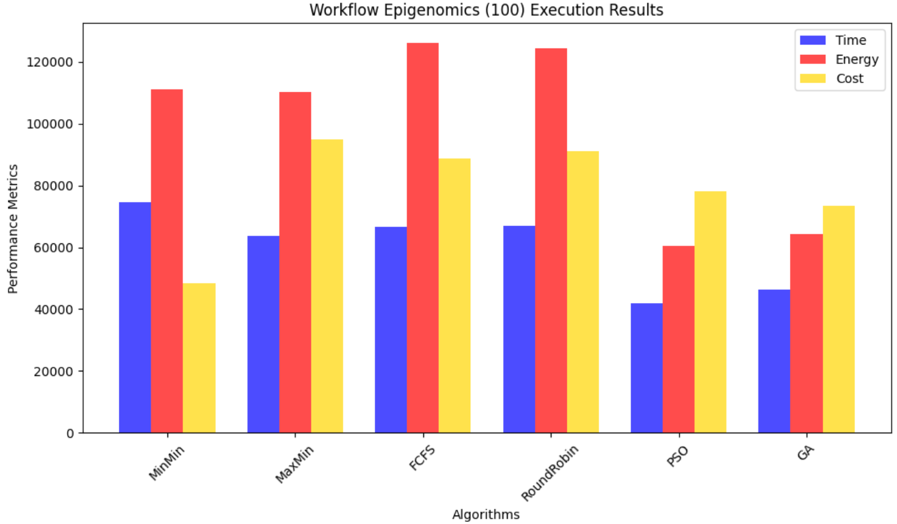 Workflow Epigenomics (100) Execution Results
Time
Energy
Cost
Performance Metrics
120000
100000
80000
60000
40000
20000
0
MinMin
MaxMin
FCFS
RoundRobin
PSO
GA
Algorithms